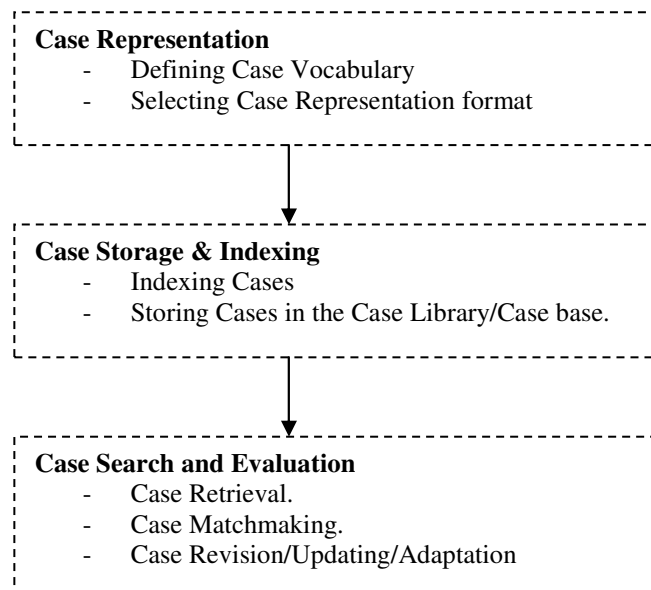 Case Representation
- Defining Case Vocabulary
- Selecting Case Representation format
Case Storage & Indexing
- Indexing Cases
- Storing Cases in the Case Library/Case base.
Case Search and Evaluation
- Case Retrieval.
- Case Matchmaking.
- Case Revision/Updating/Adaptation